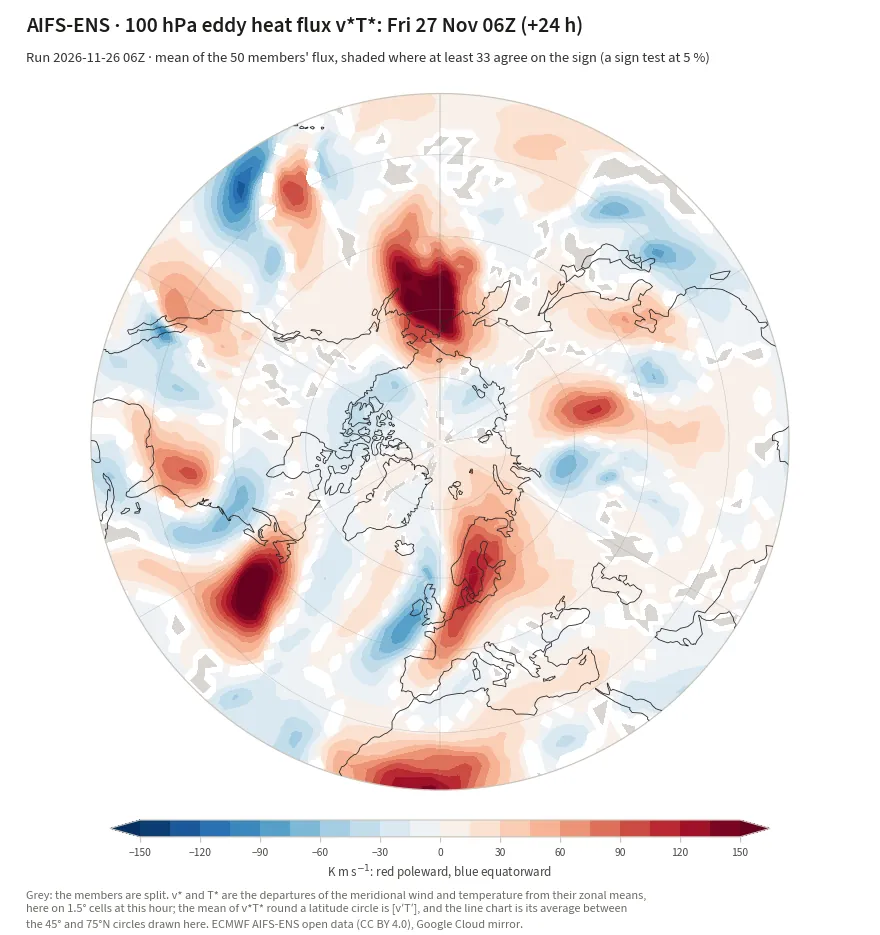 AIFS-ENS · 100 hPa eddy heat flux v*T*: Fri 27 Nov 06Z (+24 h)
Run 2026-11-26 06Z · mean of the 50 members' flux, shaded where at least 33 agree on the sign (a sign test at 5 %)
−150 −120 −90 −60 −30 0 30 60 90 120 150
K m s⁻¹: red poleward, blue equatorward
Grey: the members are split. v* and T* are the departures of the meridional wind and temperature from their zonal means,
here on 1.5° cells at this hour; the mean of v*T* round a latitude circle is [v′T′], and the line chart is its average between
the 45° and 75°N circles drawn here. ECMWF AIFS-ENS open data (CC BY 4.0), Google Cloud mirror.